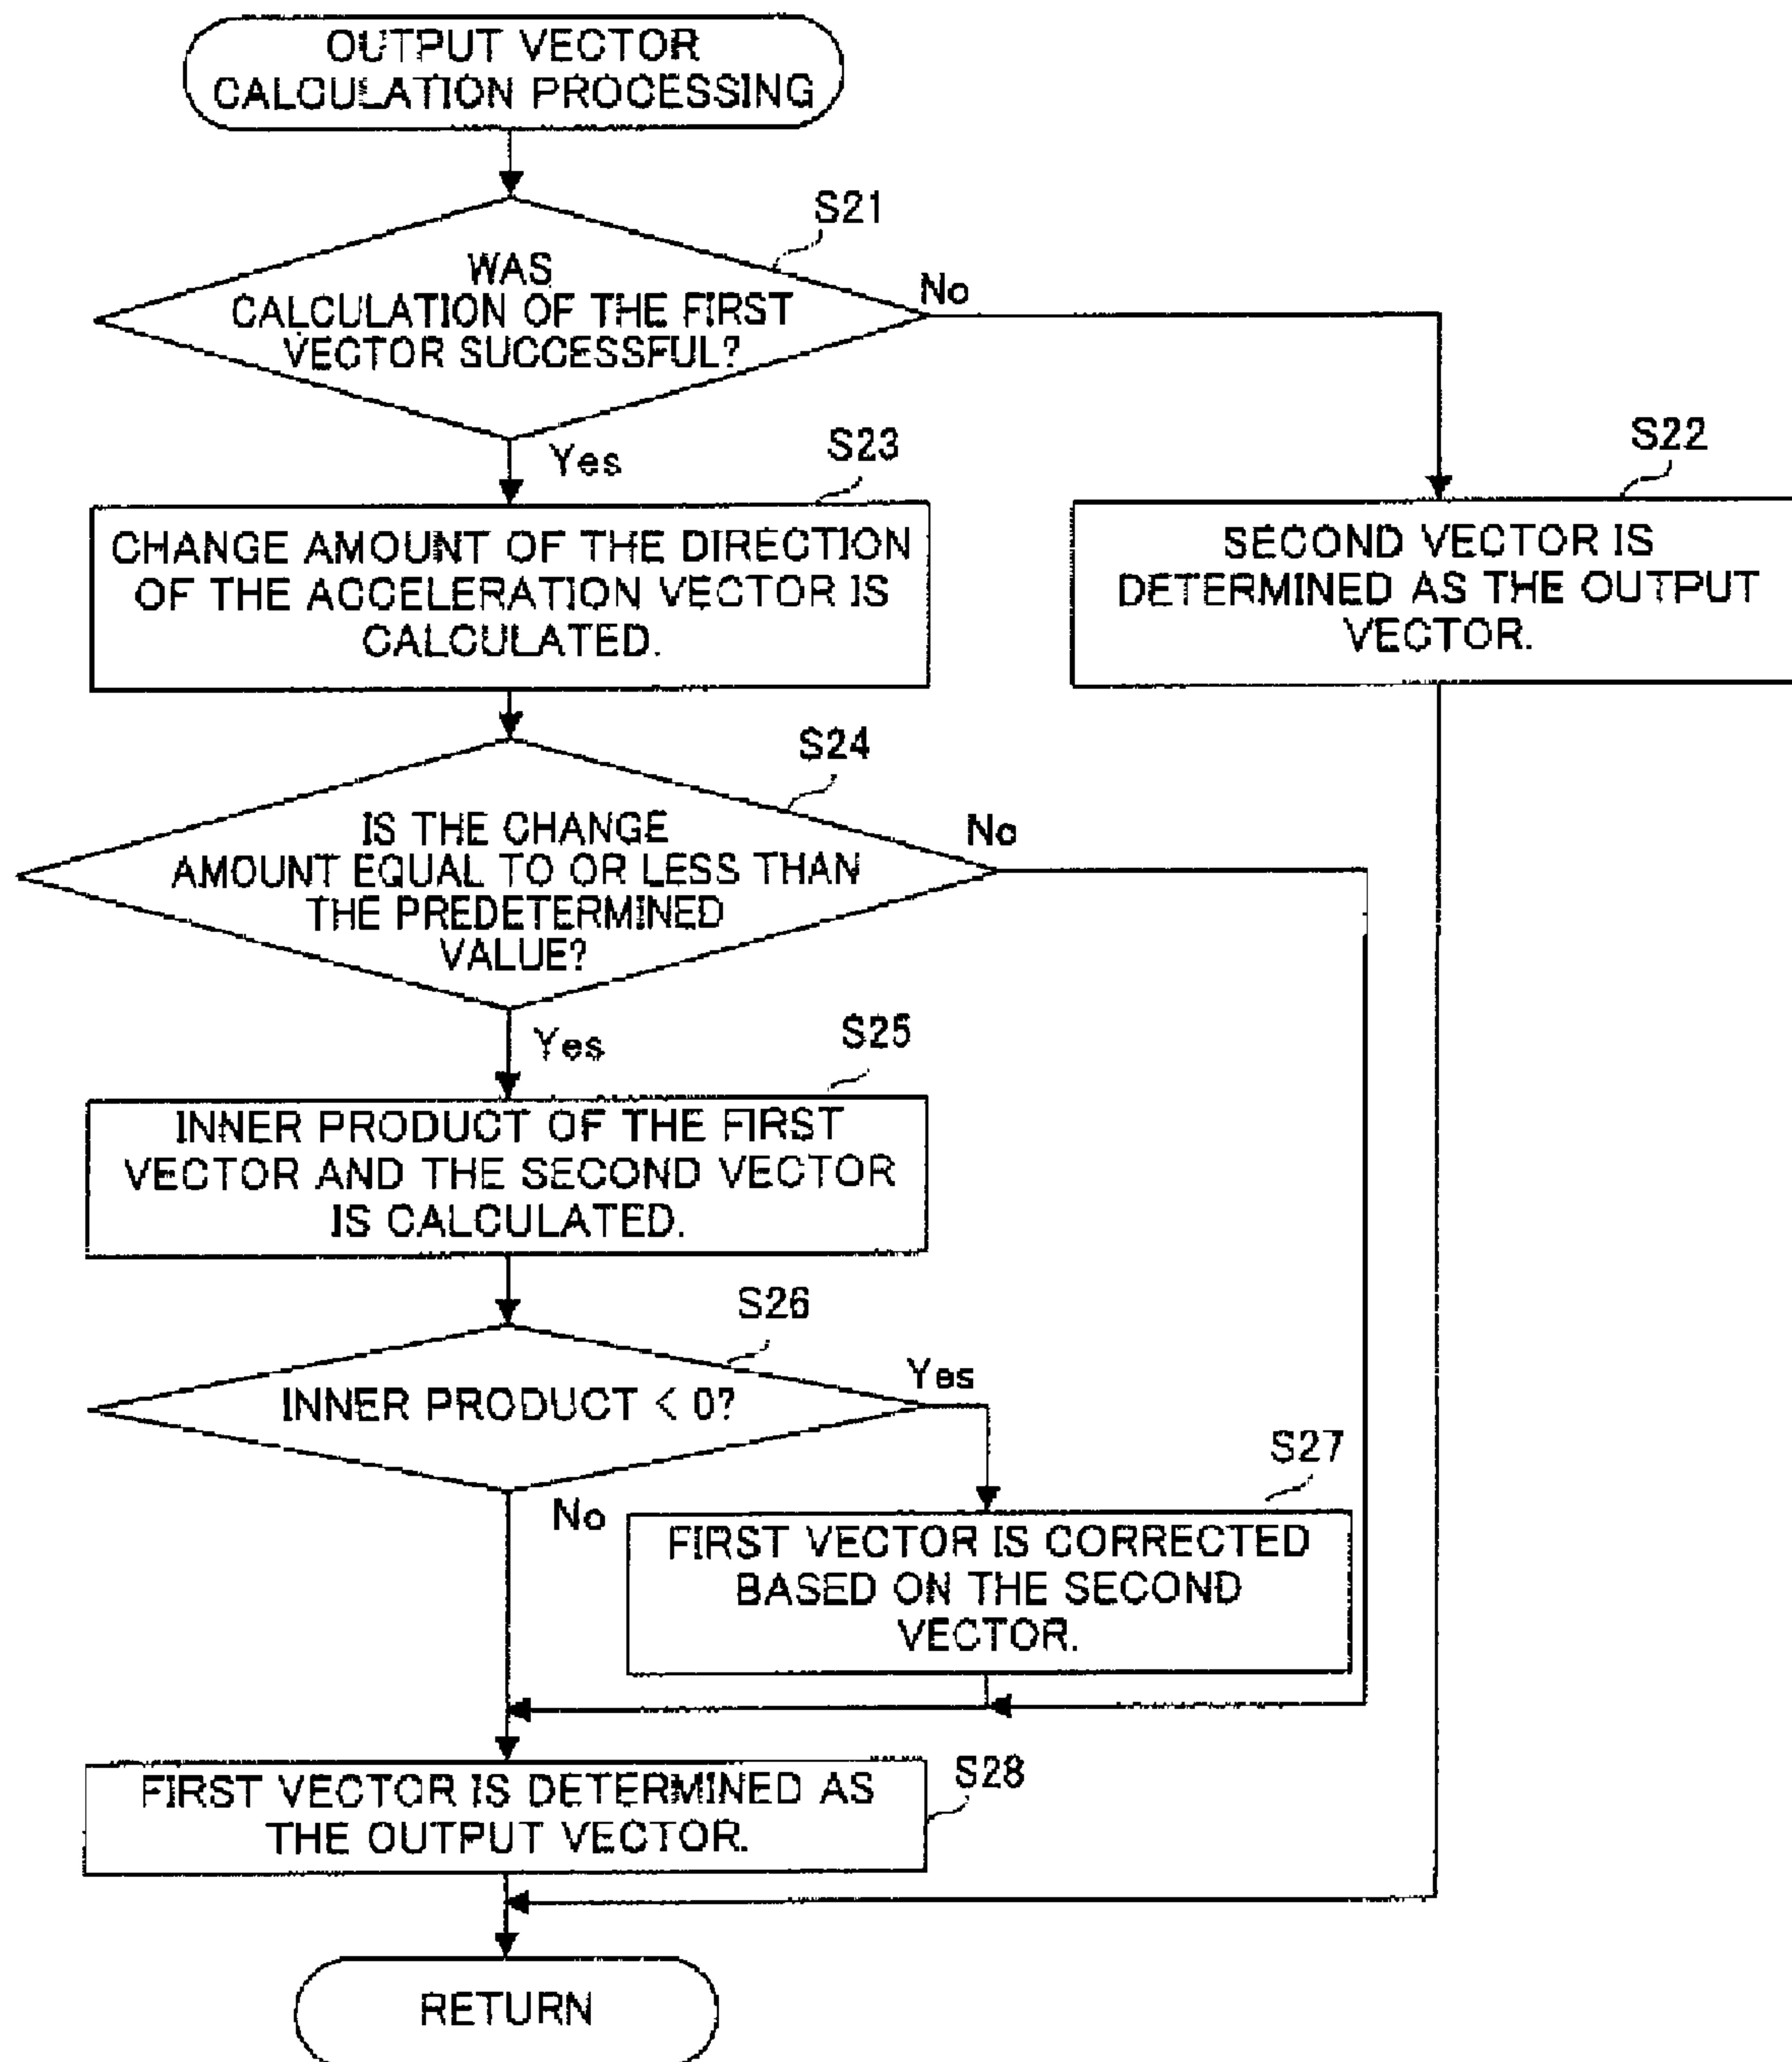 OUTPUT VECTOR
CALCULATION PROCESSING
S21
WAS
CALCULATION OF THE FIRST
VECTOR SUCCESSFUL?
No
Yes
S22
SECOND VECTOR IS
DETERMINED AS THE OUTPUT
VECTOR.
S23
CHANGE AMOUNT OF THE DIRECTION
OF THE ACCELERATION VECTOR IS
CALCULATED.
S24
IS THE CHANGE
AMOUNT EQUAL TO OR LESS THAN
THE PREDETERMINED
VALUE?
No
Yes
S25
INNER PRODUCT OF THE FIRST
VECTOR AND THE SECOND VECTOR
IS CALCULATED.
S26
INNER PRODUCT < 0?
Yes
No
S27
FIRST VECTOR IS CORRECTED
BASED ON THE SECOND
VECTOR.
S28
FIRST VECTOR IS DETERMINED AS
THE OUTPUT VECTOR.
RETURN